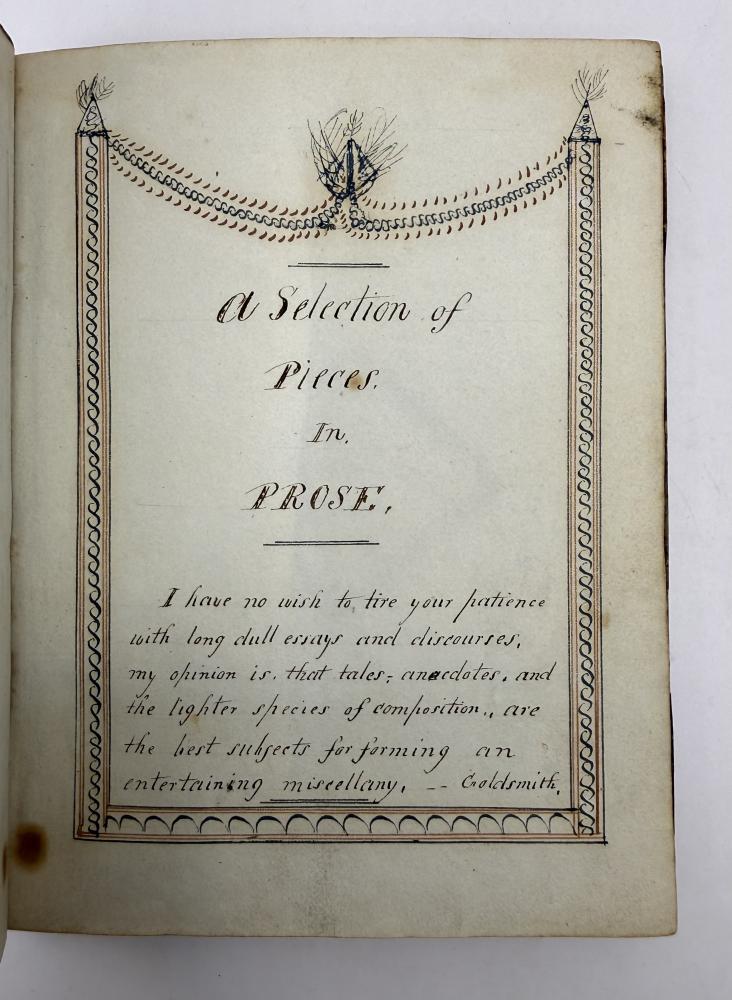 A Selection of
Pieces.
In.
PROSE.
I have no wish to tire your patience
with long dull essays and discourses,
my opinion is, that tales, anecdotes, and
the lighter species of composition, are
the best subjects for forming an
entertaining miscellany. -- Goldsmith.